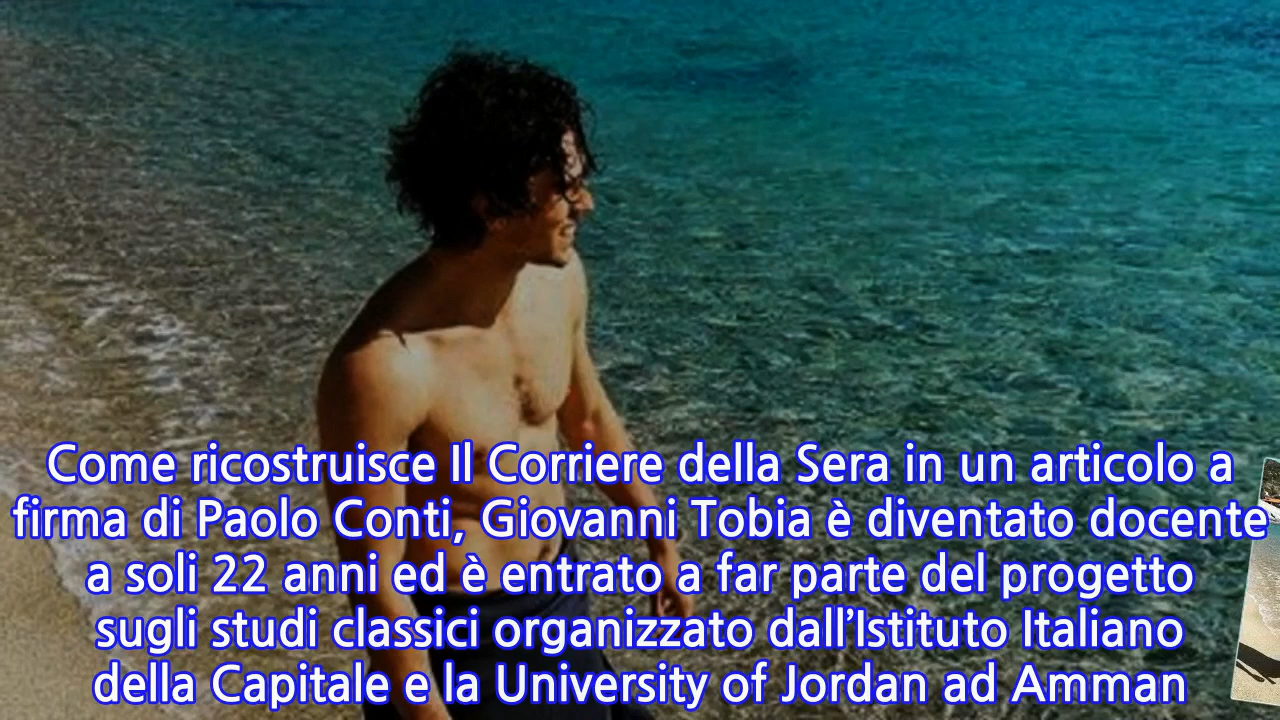 Come ricostruisce Il Corriere della Sera in un articolo a
firma di Paolo Conti, Giovanni Tobia è diventato docente
a soli 22 anni ed è entrato a far parte del progetto
sugli studi classici organizzato dall’Istituto Italiano
della Capitale e la University of Jordan ad Amman